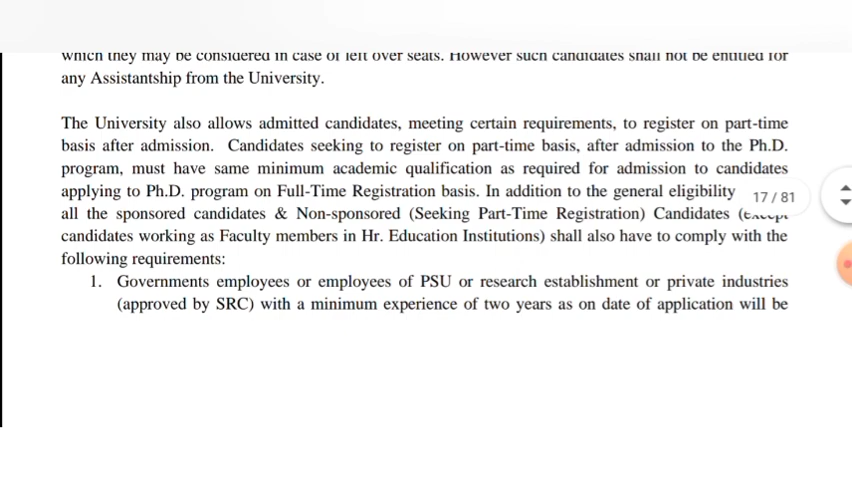 which they may be considered in case of left over seats. However such candidates shall not be entitled for
any Assistantship from the University.
The University also allows admitted candidates, meeting certain requirements, to register on part-time
basis after admission. Candidates seeking to register on part-time basis, after admission to the Ph.D.
program, must have same minimum academic qualification as required for admission to candidates
applying to Ph.D. program on Full-Time Registration basis. In addition to the general eligibility
17 / 81
all the sponsored candidates & Non-sponsored (Seeking Part-Time Registration) Candidates (except
candidates working as Faculty members in Hr. Education Institutions) shall also have to comply with the
following requirements:
1. Governments employees or employees of PSU or research establishment or private industries
(approved by SRC) with a minimum experience of two years as on date of application will be